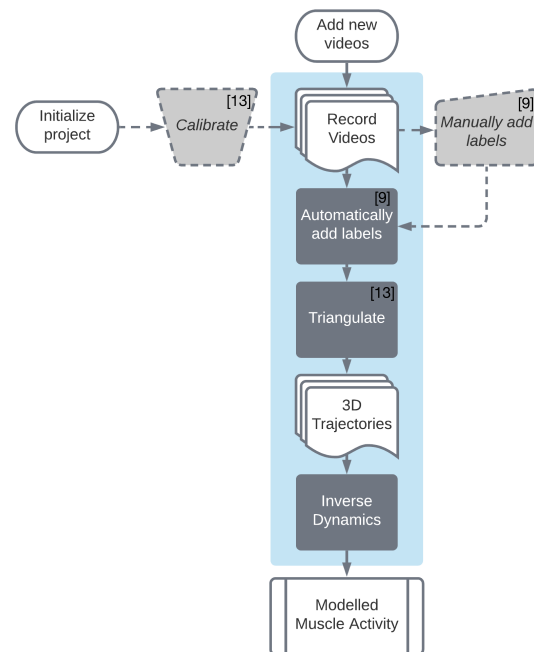 Add new
videos
Initialize
project
[13]
Calibrate
Record
Videos
[9]
Manually add
labels
[9]
Automatically
add labels
[13]
Triangulate
3D
Trajectories
Inverse
Dynamics
Modelled
Muscle Activity